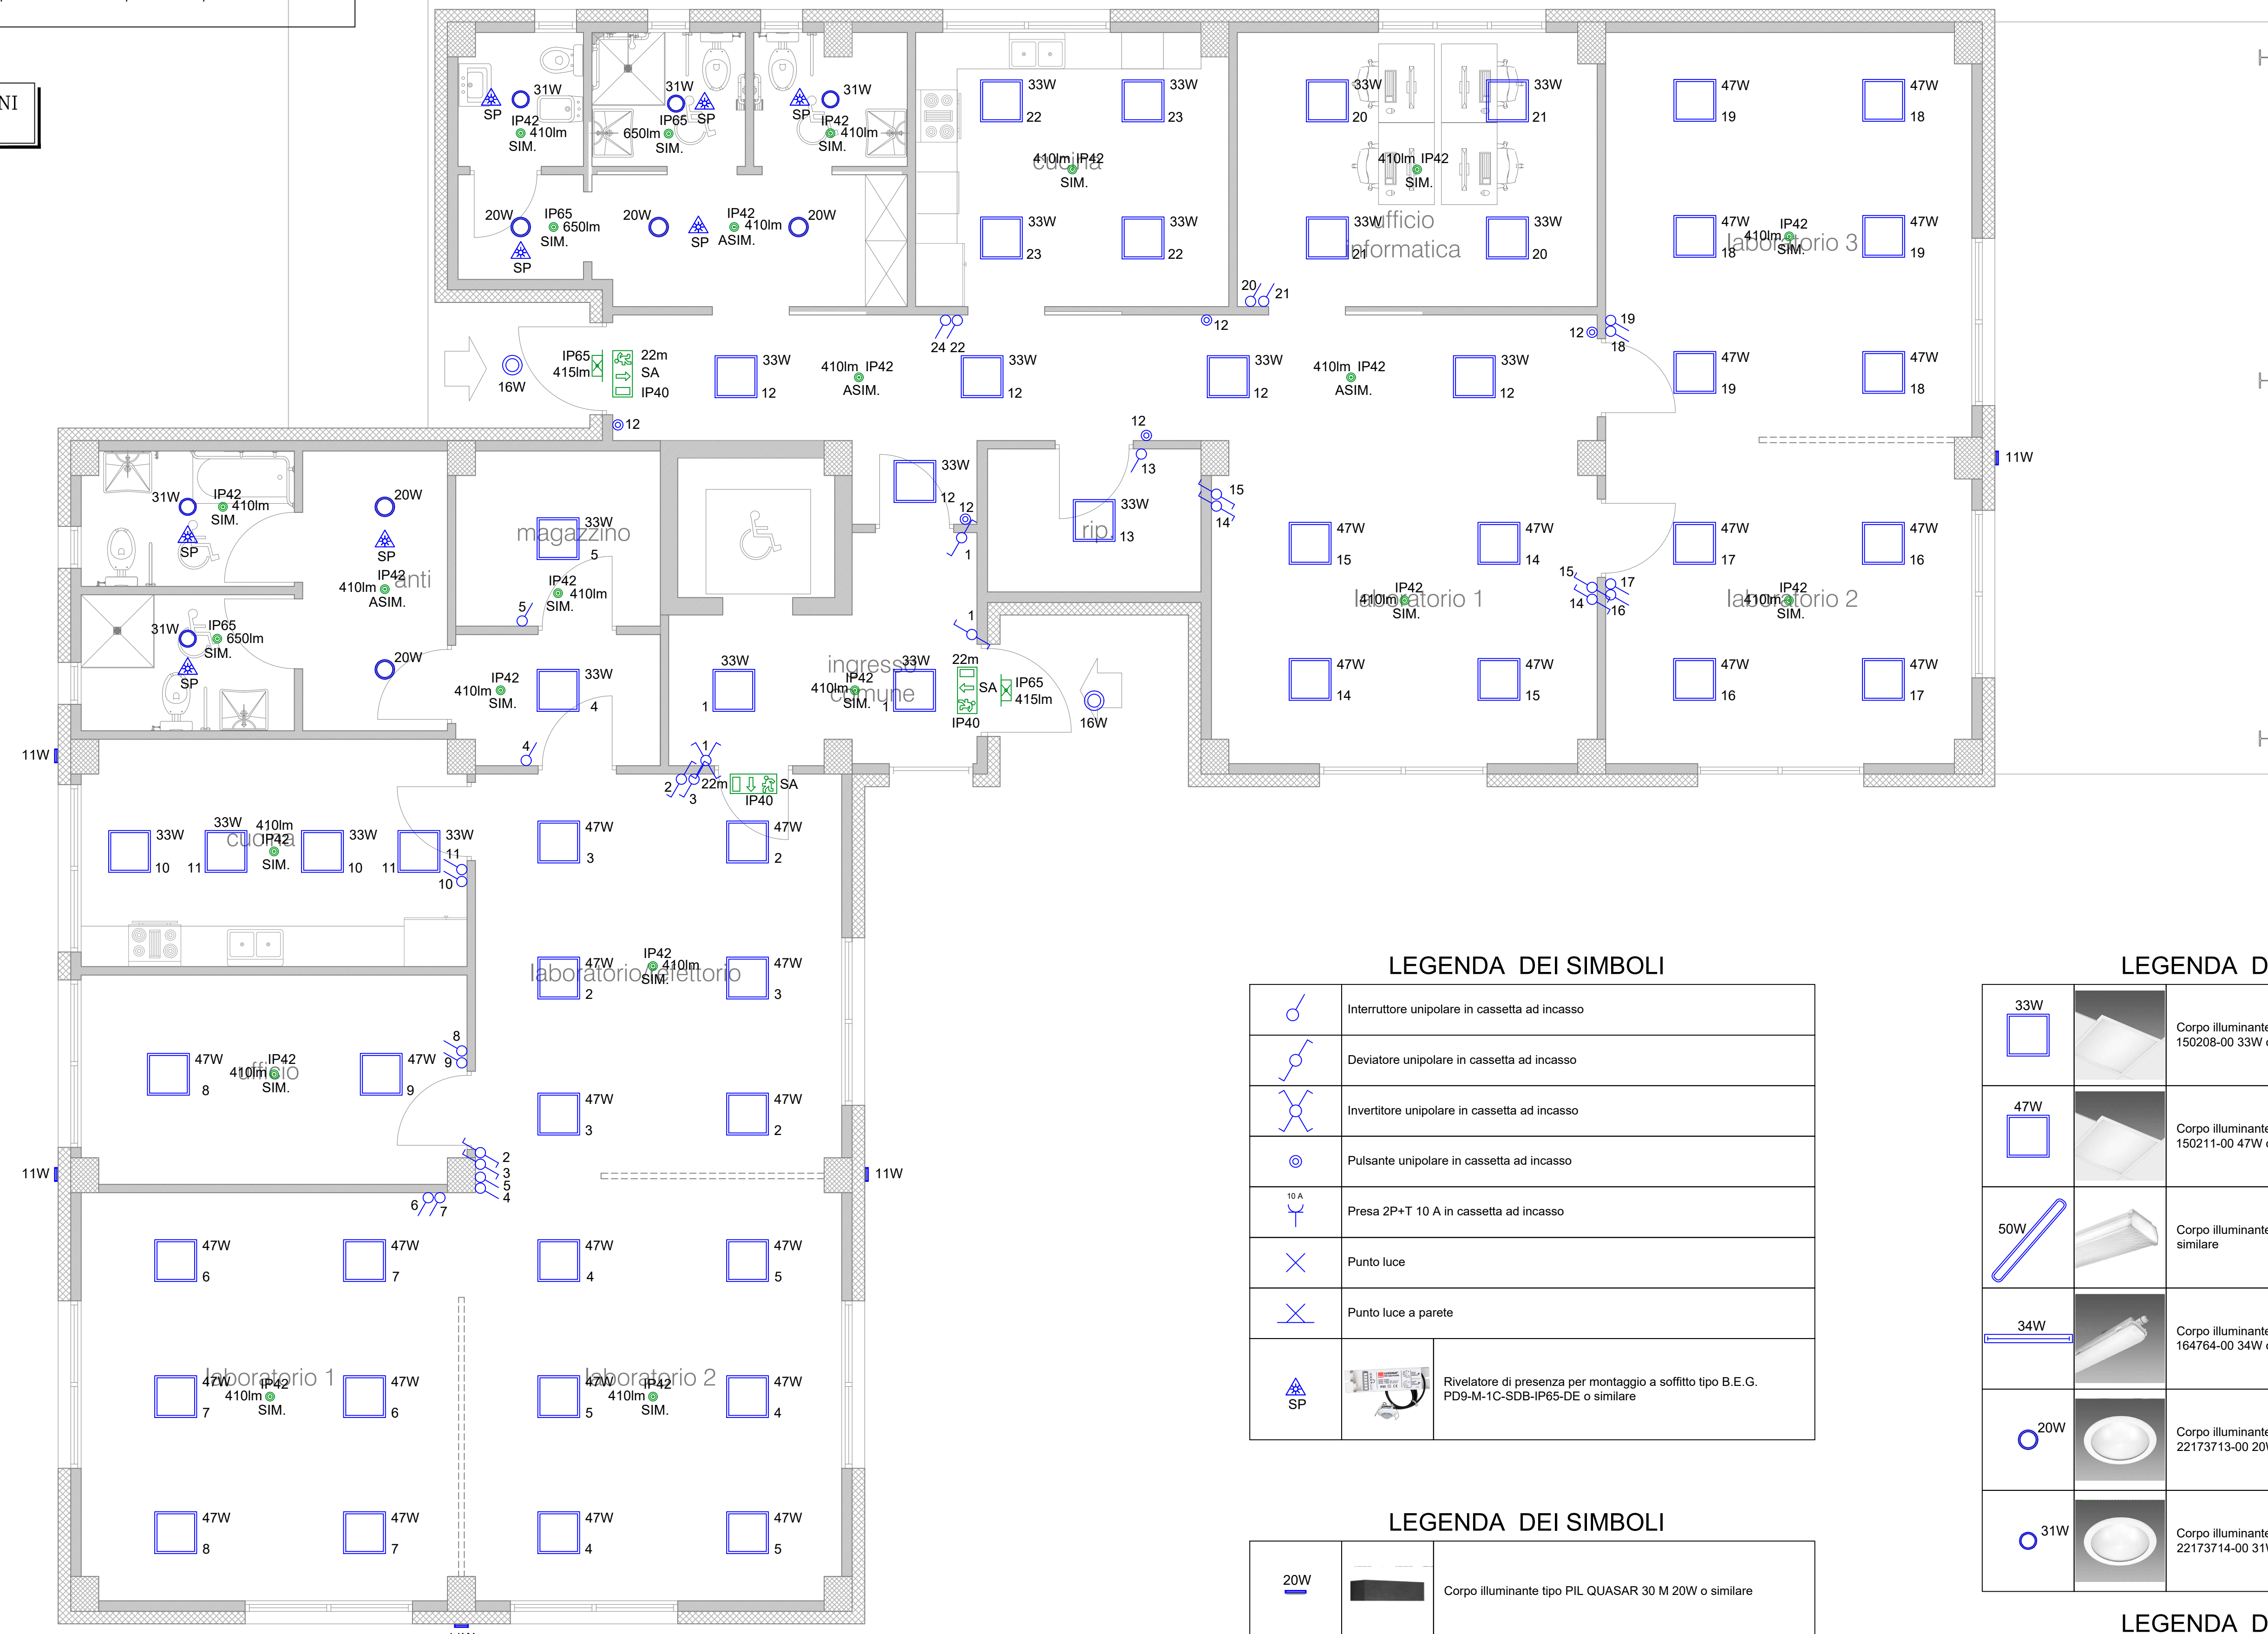 NI
31W
SP
IP42
410lm
SIM.
31W
SP
IP65
650lm
SIM.
SP
31W
IP42
410lm
SIM.
33W
22
33W
23
410lm IP42
cucina
SIM.
33W
23
33W
22
33W
20
33W
21
410lm IP42
SIM.
ufficio
informatica
33W
21
33W
20
47W
19
47W
18
47W
18
IP42
410lm
laboratorio 3
SIM.
47W
19
47W
19
47W
18
20W
IP65
650lm
SIM.
SP
20W
SP
IP42
410lm
ASIM.
20W
20
21
24 22
12
12
19
18
16W
IP65
415lm
22m
SA
IP40
33W
12
410lm IP42
ASIM.
33W
12
33W
12
410lm IP42
ASIM.
33W
12
12
12
13
11W
31W
IP42
410lm
SIM.
SP
20W
SP
anti
IP42
410lm
ASIM.
31W
IP65
650lm
SIM.
SP
20W
magazzino
33W
5
IP42
410lm
SIM.
5
33W
12
12
1
rip.
33W
13
15
14
47W
15
47W
14
IP42
410lm
laboratorio 1
SIM.
15
14
17
16
47W
14
47W
15
47W
17
47W
16
IP42
410lm
laboratorio 2
SIM.
47W
16
47W
17
IP42
410lm
SIM.
33W
4
33W
1
ingresso
comune
IP42
410lm
SIM.
33W
1
1
22m
SA
IP40
IP65
415lm
16W
11W
4
1
2
3
22m
SA
IP40
33W
10
33W
11
cucina
410lm
IP42
SIM.
33W
10
33W
11
11
10
47W
3
47W
2
laboratorio/refettorio
47W
2
IP42
410lm
SIM.
47W
3
47W
8
ufficio
IP42
410lm
SIM.
47W
9
8
9
47W
3
47W
2
11W
11W
2
3
5
4
6
7
47W
6
47W
7
47W
4
47W
5
laboratorio 1
47W
7
IP42
410lm
SIM.
47W
6
laboratorio 2
47W
5
IP42
410lm
SIM.
47W
4
47W
8
47W
7
47W
4
47W
5
LEGENDA DEI SIMBOLI
Interruttore unipolare in cassetta ad incasso
Deviatore unipolare in cassetta ad incasso
Invertitore unipolare in cassetta ad incasso
Pulsante unipolare in cassetta ad incasso
10 A
Presa 2P+T 10 A in cassetta ad incasso
Punto luce
Punto luce a parete
SP
Rivelatore di presenza per montaggio a soffitto tipo B.E.G.
PD9-M-1C-SDB-IP65-DE o similare
LEGENDA DEI SIMBOLI
20W
Corpo illuminante tipo PIL QUASAR 30 M 20W o similare
LEGENDA D
33W
Corpo illuminante
150208-00 33W
47W
Corpo illuminante
150211-00 47W
50W
Corpo illuminante
similare
34W
Corpo illuminante
164764-00 34W
20W
Corpo illuminante
22173713-00 20W
31W
Corpo illuminante
22173714-00 31W
LEGENDA D